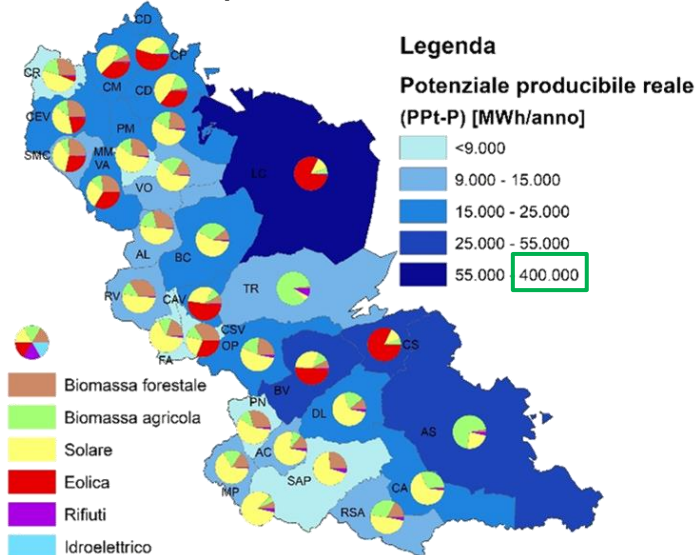 CD
CP
CR
CM
CD
CEV
PM
SMC
MM
VA
VO
LC
AL
BC
TR
RV
CAV
CSV
OP
FA
CS
BV
PN
DL
AS
AC
SAP
CA
MP
RSA
Legenda
Potenziale producibile reale
(PPt-P) [MWh/anno]
<9.000
9.000 - 15.000
15.000 - 25.000
25.000 - 55.000
55.000 - 400.000
Biomassa forestale
Biomassa agricola
Solare
Eolica
Rifiuti
Idroelettrico